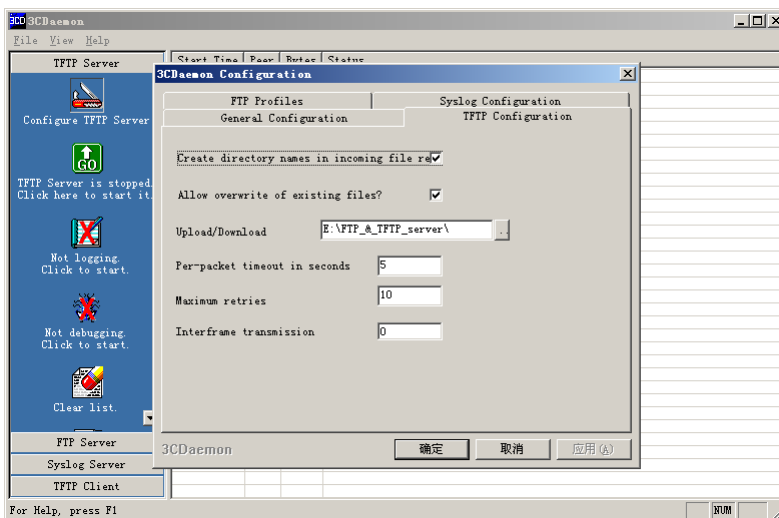 3CDaemon
File View Help
TFTP Server
Start Time Peer Bytes Status
Configure TFTP Server
GO
TFTP Server is stopped.
Click here to start it.
Not logging.
Click to start.
Not debugging.
Click to start.
Clear list.
FTP Server
Syslog Server
TFTP Client
3CDaemon Configuration
FTP Profiles Syslog Configuration
General Configuration TFTP Configuration
Create directory names in incoming file re
Allow overwrite of existing files?
Upload/Download E:\FTP_&_TFTP_server\ ..
Per-packet timeout in seconds 5
Maximum retries 10
Interframe transmission 0
3CDaemon 确定 取消 应用(A)
For Help, press F1 NUM